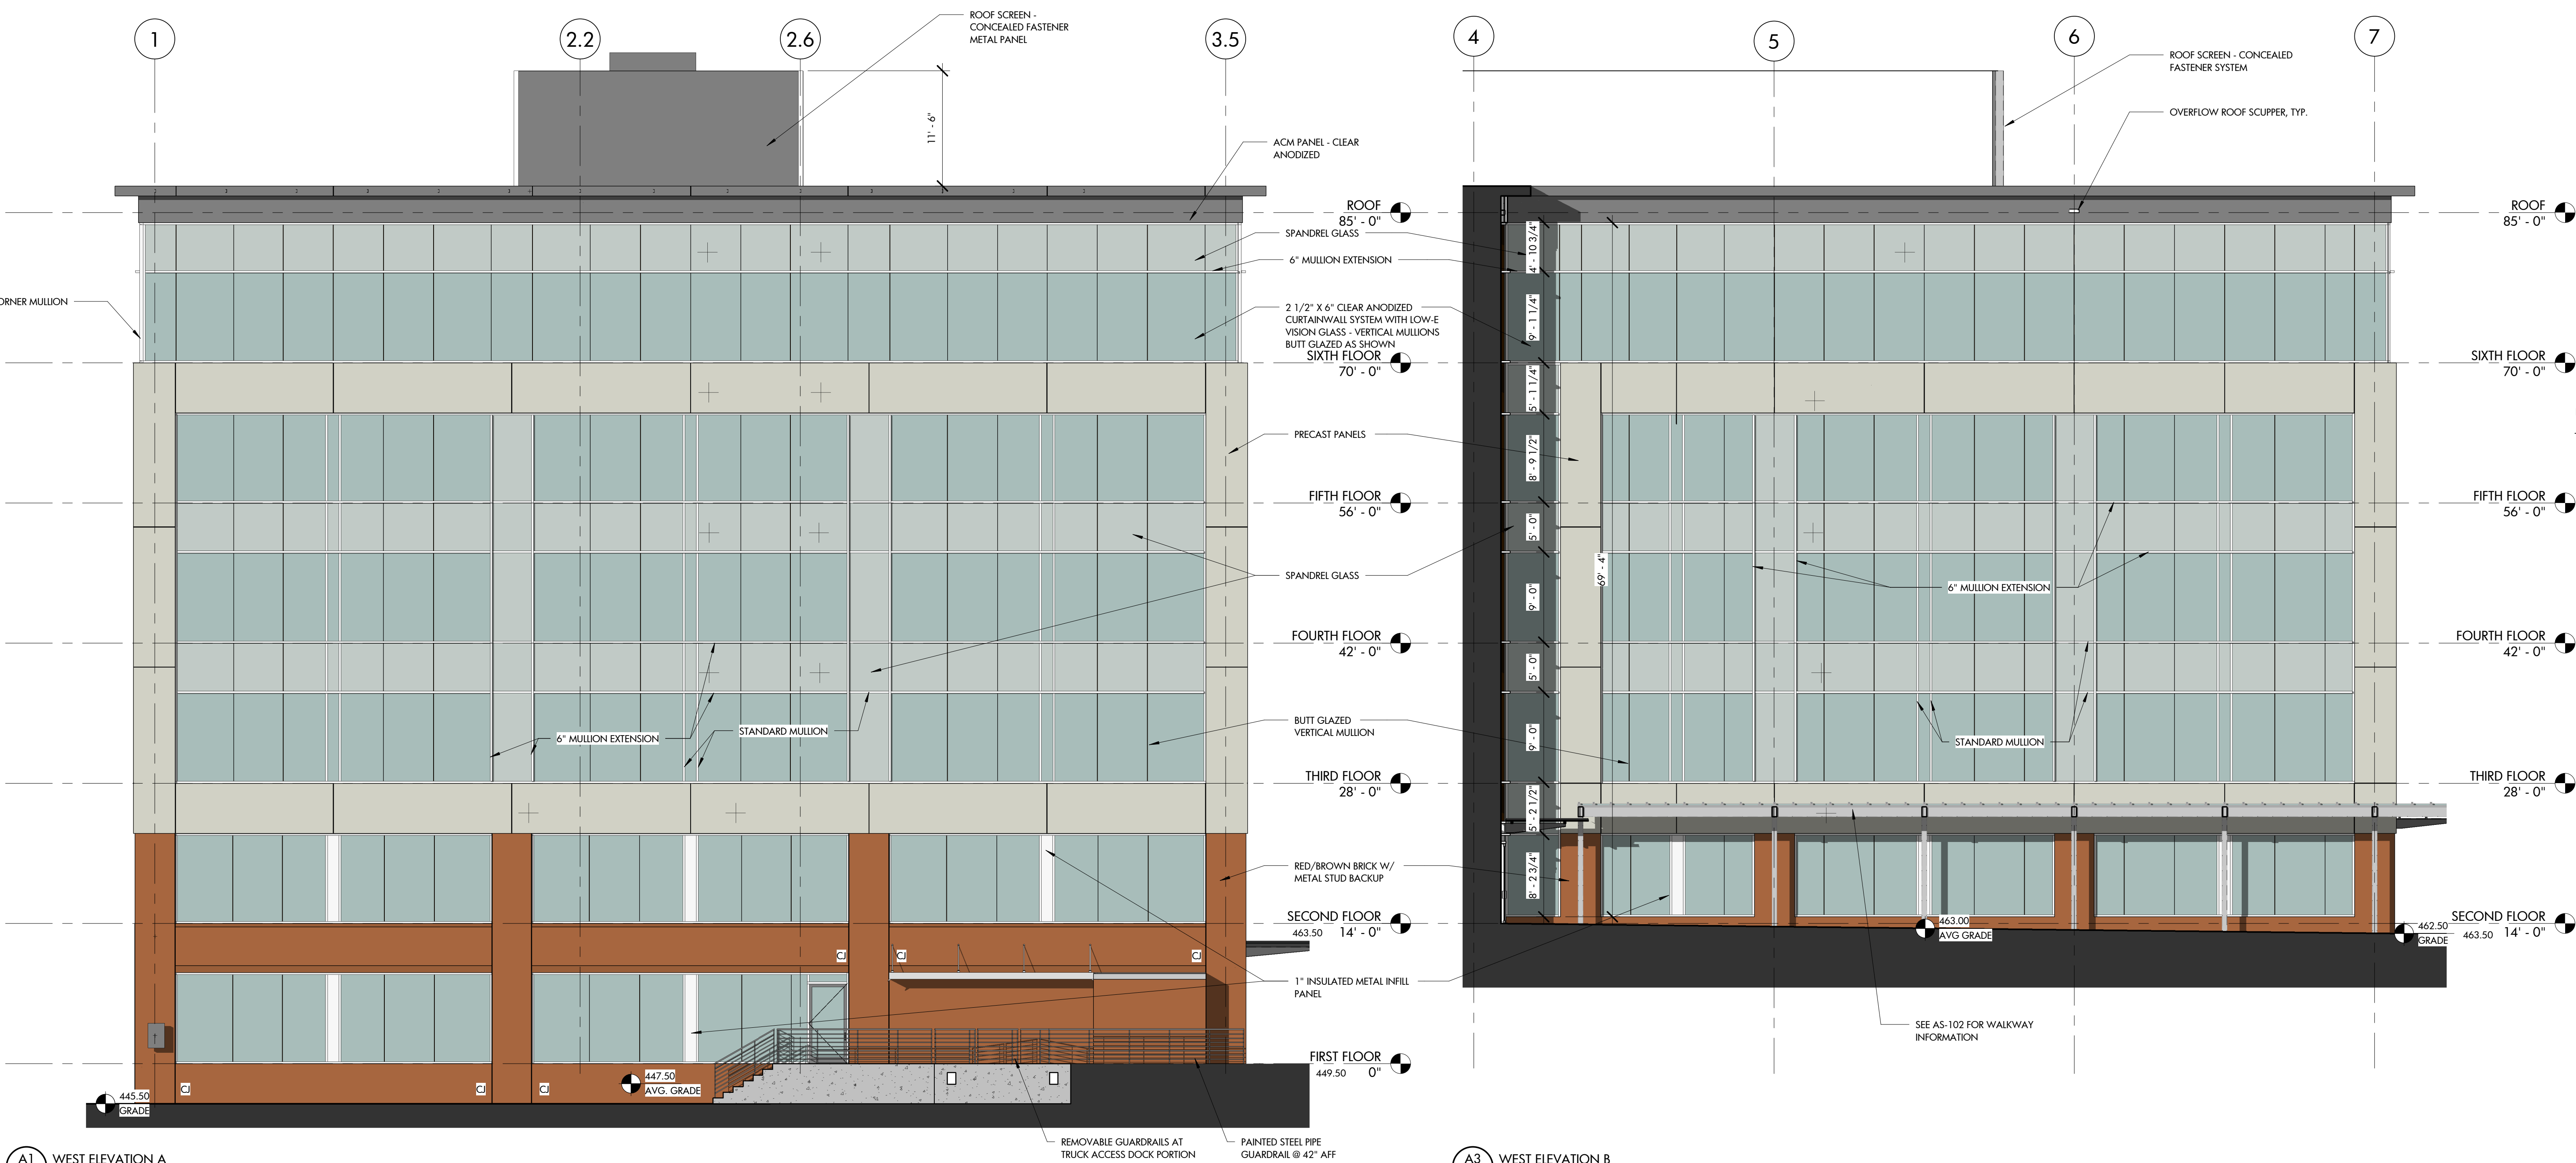 1
2.2
2.6
3.5
4
5
6
7
ROOF SCREEN -
CONCEALED FASTENER
METAL PANEL
11' - 6"
ACM PANEL - CLEAR
ANODIZED
ROOF SCREEN - CONCEALED
FASTENER SYSTEM
OVERFLOW ROOF SCUPPER, TYP.
ROOF
85' - 0"
ROOF
85' - 0"
SPANDREL GLASS
6" MULLION EXTENSION
ORNER MULLION
2 1/2" X 6" CLEAR ANODIZED
CURTAINWALL SYSTEM WITH LOW-E
VISION GLASS - VERTICAL MULLIONS
BUTT GLAZED AS SHOWN
SIXTH FLOOR
70' - 0"
SIXTH FLOOR
70' - 0"
4' - 10 3/4"
9' - 1 1/4"
5' - 1 1/4"
8' - 9 1/2"
5' - 0"
9' - 0"
5' - 0"
9' - 0"
5' - 2 1/2"
8' - 2 3/4"
69' - 4"
PRECAST PANELS
FIFTH FLOOR
56' - 0"
FIFTH FLOOR
56' - 0"
SPANDREL GLASS
6" MULLION EXTENSION
FOURTH FLOOR
42' - 0"
FOURTH FLOOR
42' - 0"
6" MULLION EXTENSION
STANDARD MULLION
BUTT GLAZED
VERTICAL MULLION
STANDARD MULLION
THIRD FLOOR
28' - 0"
THIRD FLOOR
28' - 0"
RED/BROWN BRICK W/
METAL STUD BACKUP
SECOND FLOOR
463.50 14' - 0"
463.00
AVG GRADE
462.50
GRADE
SECOND FLOOR
463.50 14' - 0"
CJ
CJ
CJ
1" INSULATED METAL INFILL
PANEL
SEE AS-102 FOR WALKWAY
INFORMATION
FIRST FLOOR
449.50 0"
445.50
GRADE
CJ
CJ
CJ
447.50
AVG. GRADE
REMOVABLE GUARDRAILS AT
TRUCK ACCESS DOCK PORTION
PAINTED STEEL PIPE
GUARDRAIL @ 42" AFF
A1
WEST ELEVATION A
A3
WEST ELEVATION B